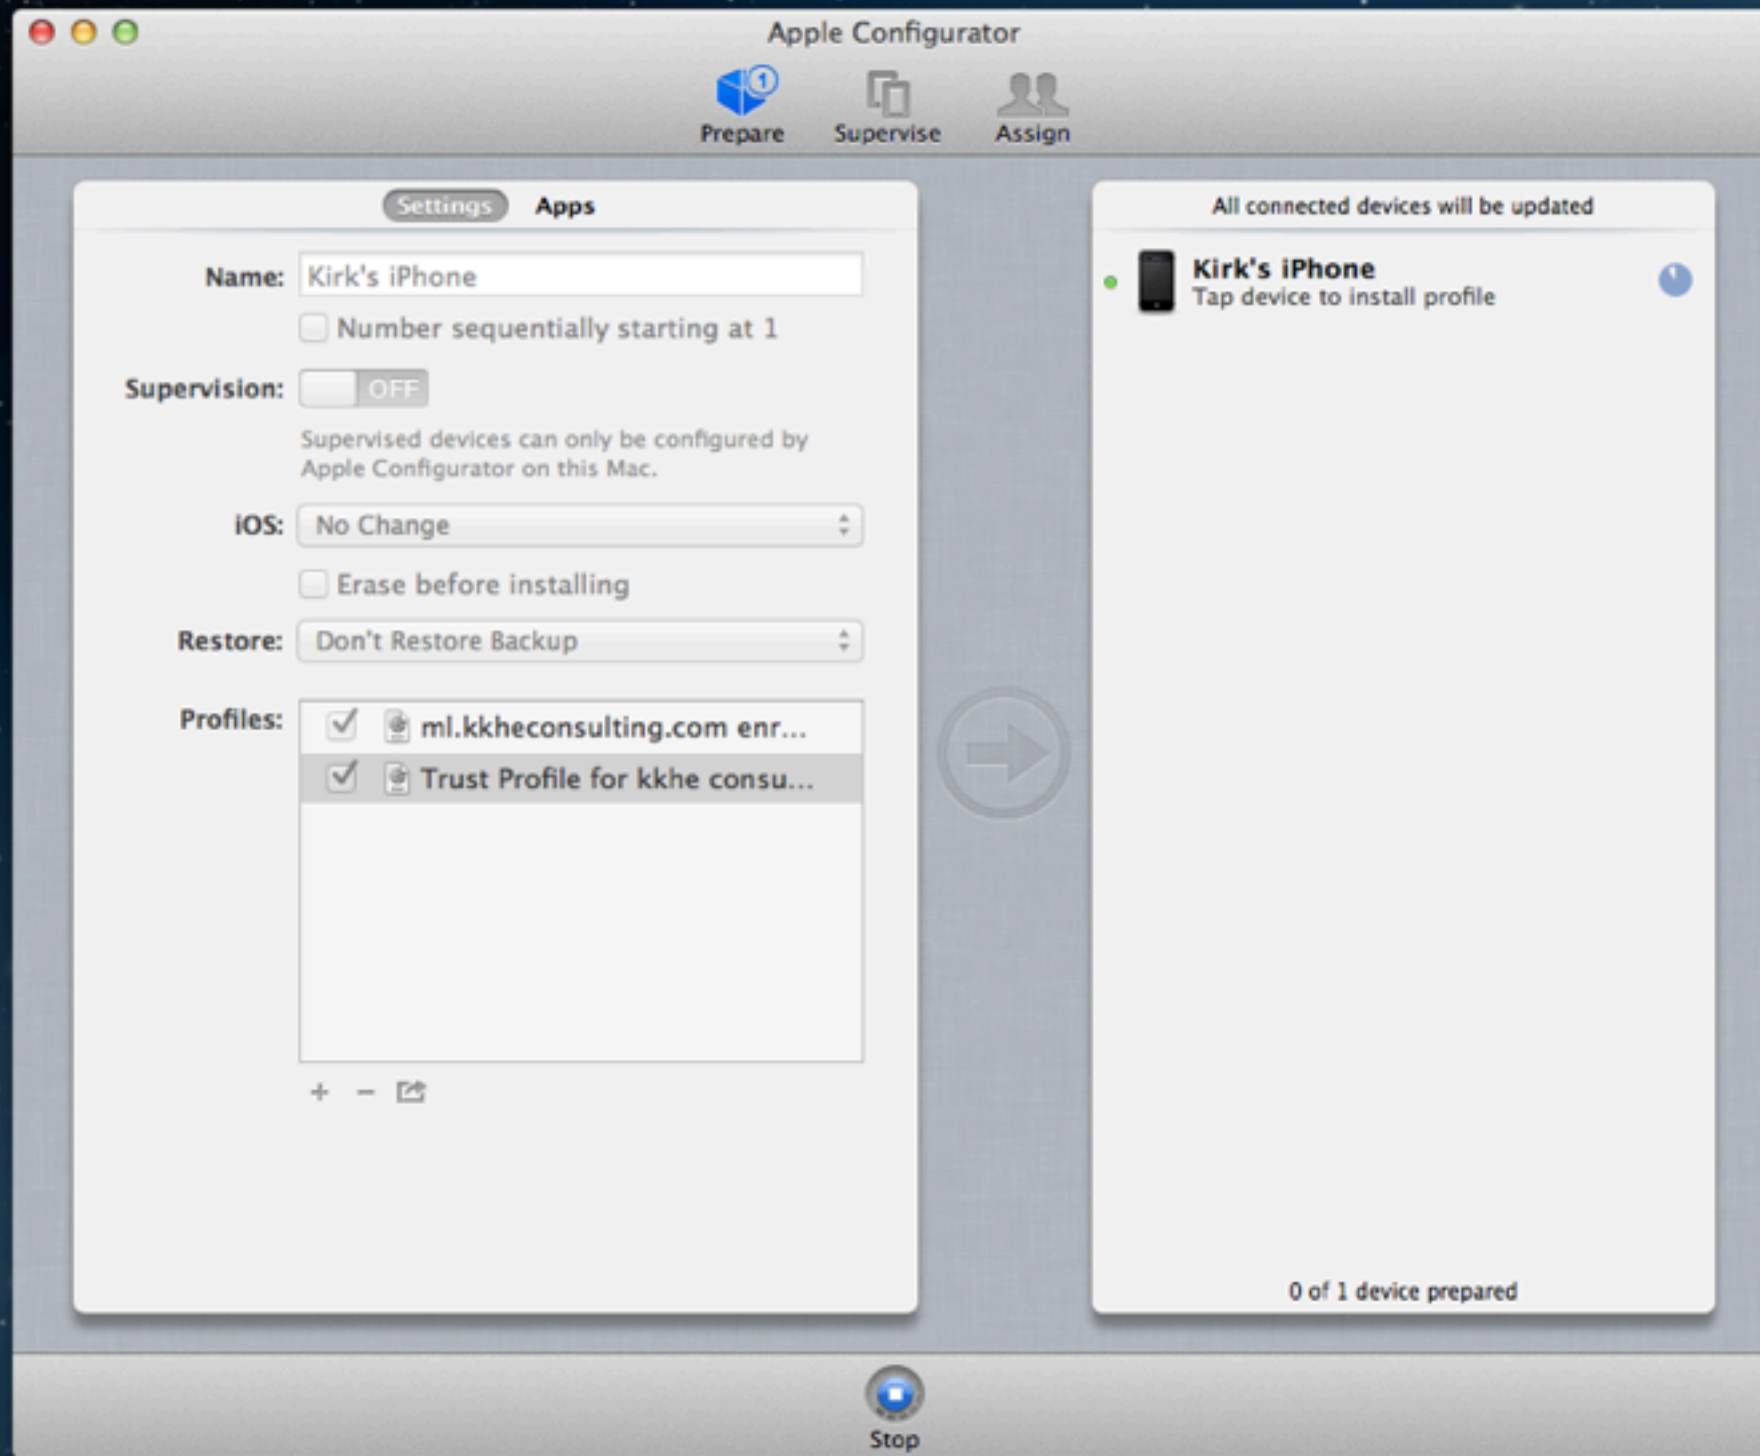 Apple Configurator
1
Prepare
Supervise
Assign
Settings
Apps
Name:
Kirk's iPhone
Number sequentially starting at 1
Supervision:
OFF
Supervised devices can only be configured by
Apple Configurator on this Mac.
iOS:
No Change
Erase before installing
Restore:
Don't Restore Backup
Profiles:
ml.kkheconsulting.com enr...
Trust Profile for kkhe consu...
All connected devices will be updated
Kirk's iPhone
Tap device to install profile
0 of 1 device prepared
Stop